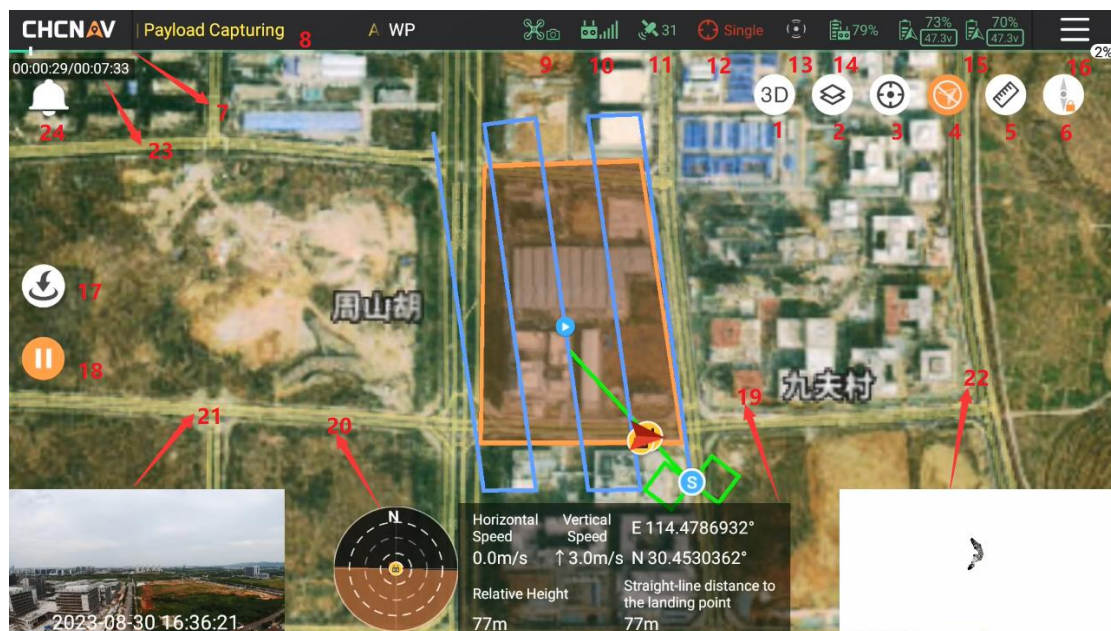 CHCNAV
| Payload Capturing
8
A WP
31
Single
79%
73%
47.3v
70%
47.3v
2%
00:00:29/00:07:33
9
10
11
12
13
14
15
16
3D
1
2
3
4
5
6
7
24
23
17
周山胡
18
九夫村
19
22
20
21
S
N
Horizontal Speed
Vertical Speed
E 114.4786932°
0.0m/s
↑3.0m/s
N 30.4530362°
Relative Height
Straight-line distance to
the landing point
77m
77m
2023-08-30 16:36:21